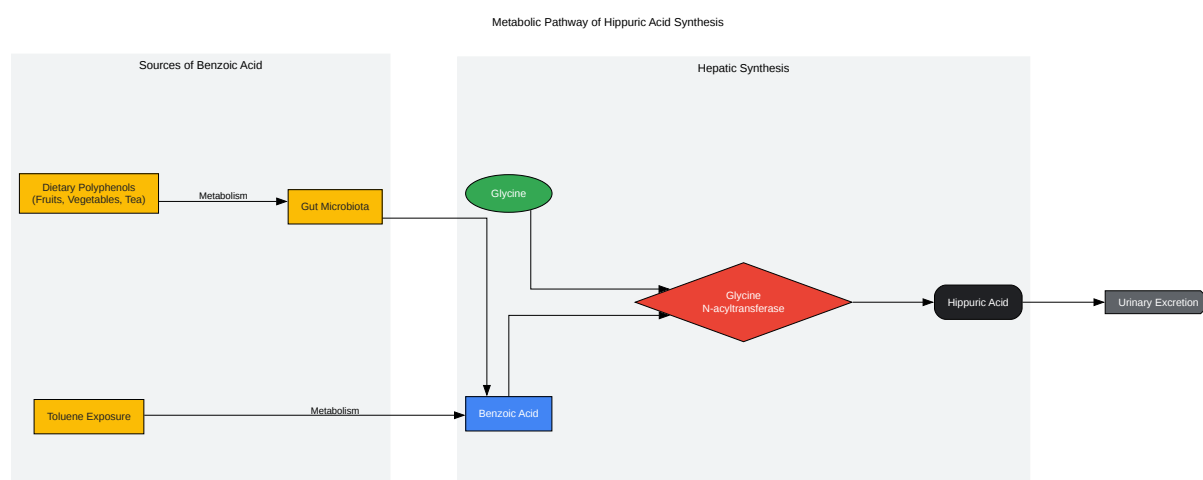 Metabolic Pathway of Hippuric Acid Synthesis
Sources of Benzoic Acid
Hepatic Synthesis
Dietary Polyphenols
(Fruits, Vegetables, Tea)
Metabolism
Gut Microbiota
Glycine
Glycine
N-acyltransferase
Hippuric Acid
Urinary Excretion
Toluene Exposure
Metabolism
Benzoic Acid